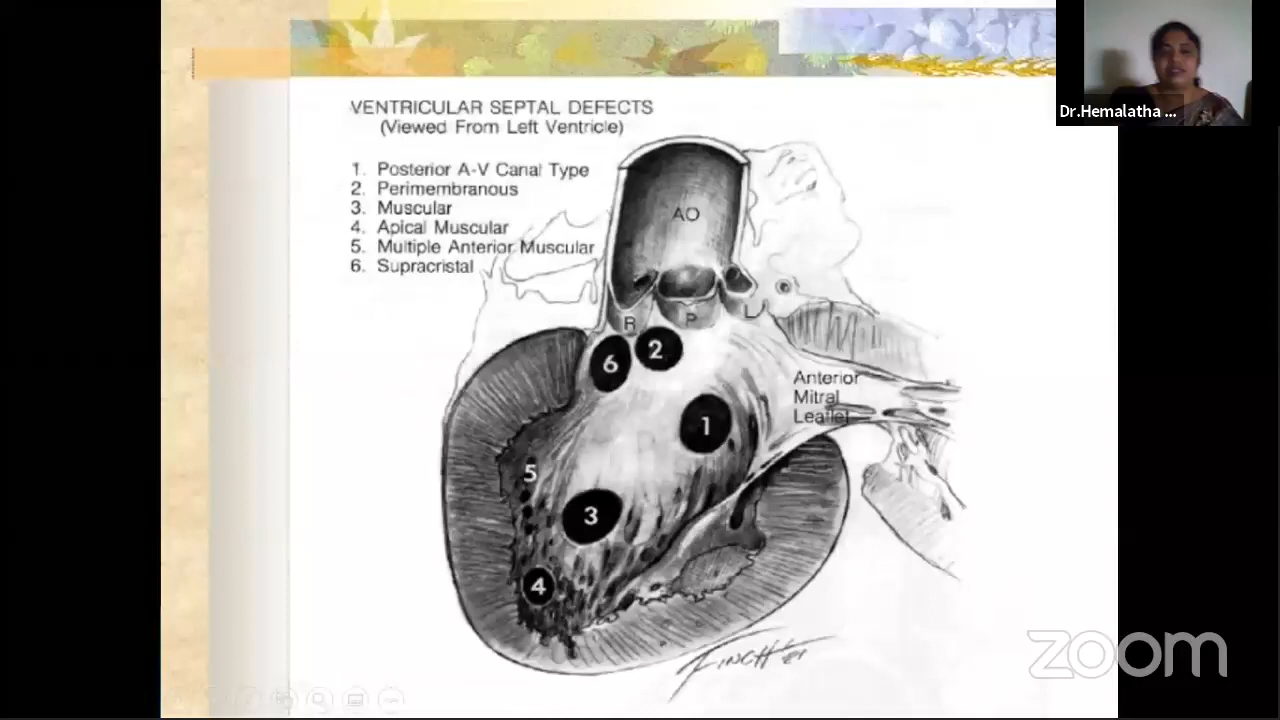 VENTRICULAR SEPTAL DEFECTS
(Viewed From Left Ventricle)
1. Posterior A-V Canal Type
2. Perimembranous
3. Muscular
4. Apical Muscular
5. Multiple Anterior Muscular
6. Supracristal
AO
R
P
L
6
2
1
Anterior
Mitral
Leaflet
5
3
4
Dr.Hemalatha ...
zoom